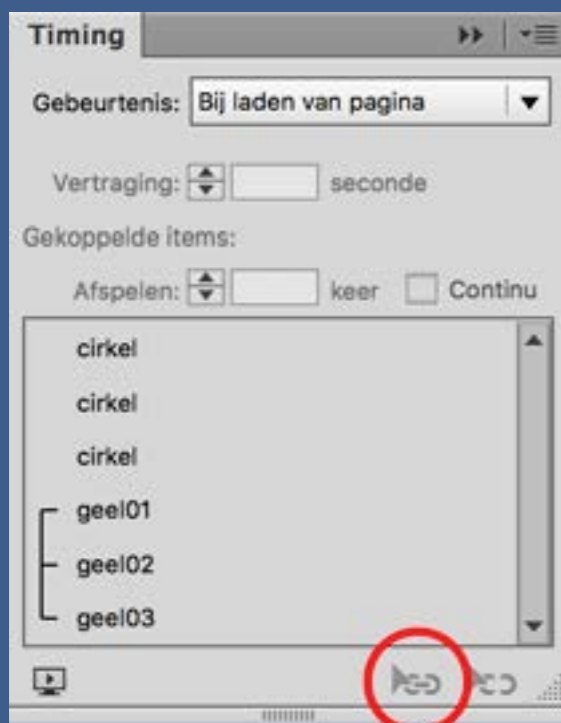 Timing
Gebeurtenis: Bij laden van pagina
Vertraging: seconde
Gekoppelde items:
Afspelen: keer Continu
cirkel
cirkel
cirkel
geel01
geel02
geel03